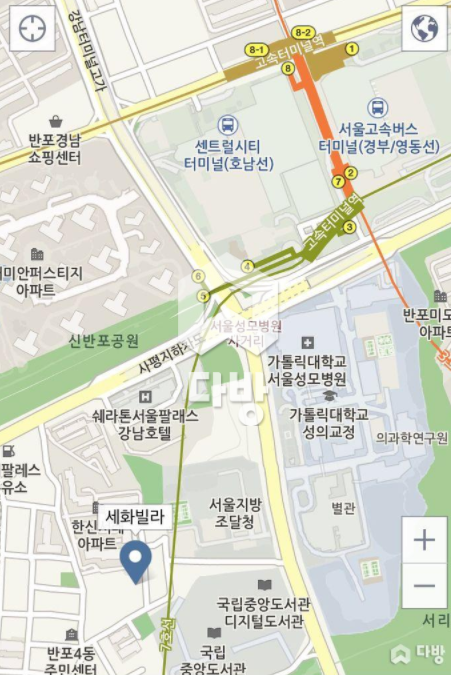 강남터미널고가
8-1
8-2
고속터미널역
1
8
반포경남
쇼핑센터
센트럴시티
터미널(호남선)
서울고속버스
터미널(경부/영동선)
7
2
고속터미널역
3
4
6
5
래미안퍼스티지
아파트
신반포공원
사평지하차도
서울성모병원
사거리
반포미도
아파트
가톨릭대학교
서울성모병원
다방
가톨릭대학교
성의교정
의과학연구원
쉐라톤서울팔래스
강남호텔
팔레스
유소
서울지방
조달청
별관
한신
아파트
세화빌라
7호선
국립중앙도서관
디지털도서관
반포4동
주민센터
국립
중앙도서관
서리
다방